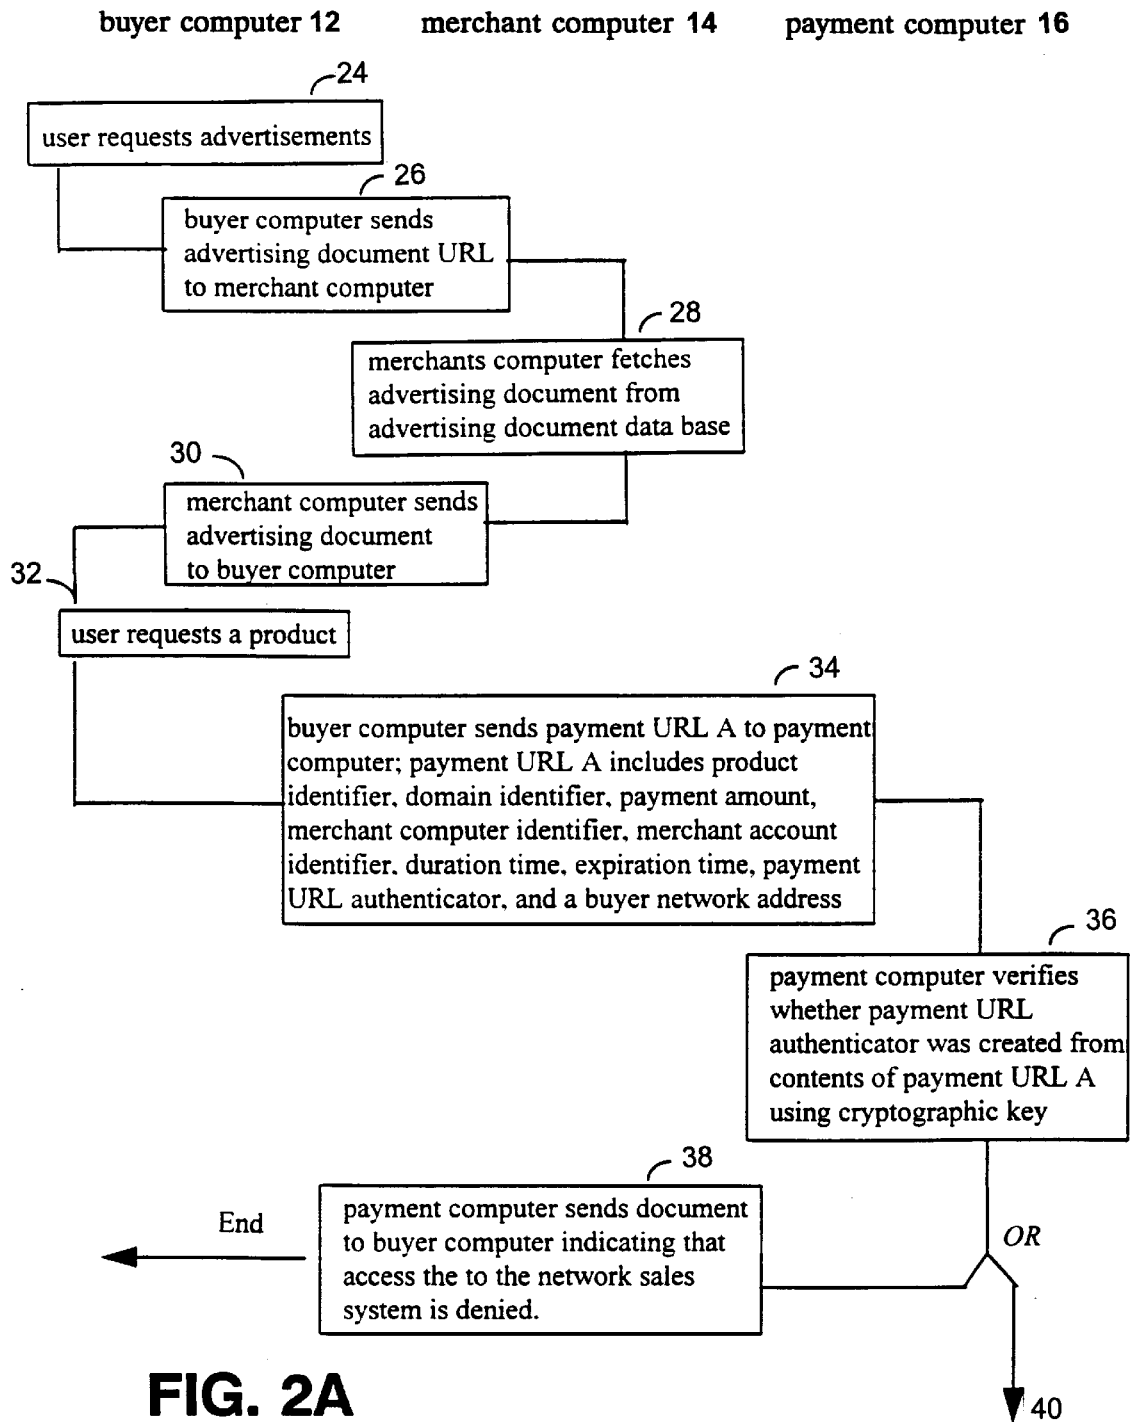 buyer computer 12 merchant computer 14 payment computer 16
24
user requests advertisements
26
buyer computer sends
advertising document URL
to merchant computer
28
merchants computer fetches
advertising document from
advertising document data base
30
merchant computer sends
advertising document
to buyer computer
32
user requests a product
34
buyer computer sends payment URL A to payment
computer; payment URL A includes product
identifier, domain identifier, payment amount,
merchant computer identifier, merchant account
identifier, duration time, expiration time, payment
URL authenticator, and a buyer network address
36
payment computer verifies
whether payment URL
authenticator was created from
contents of payment URL A
using cryptographic key
38
payment computer sends document
to buyer computer indicating that
access the to the network sales
system is denied.
End
OR
40
FIG. 2A